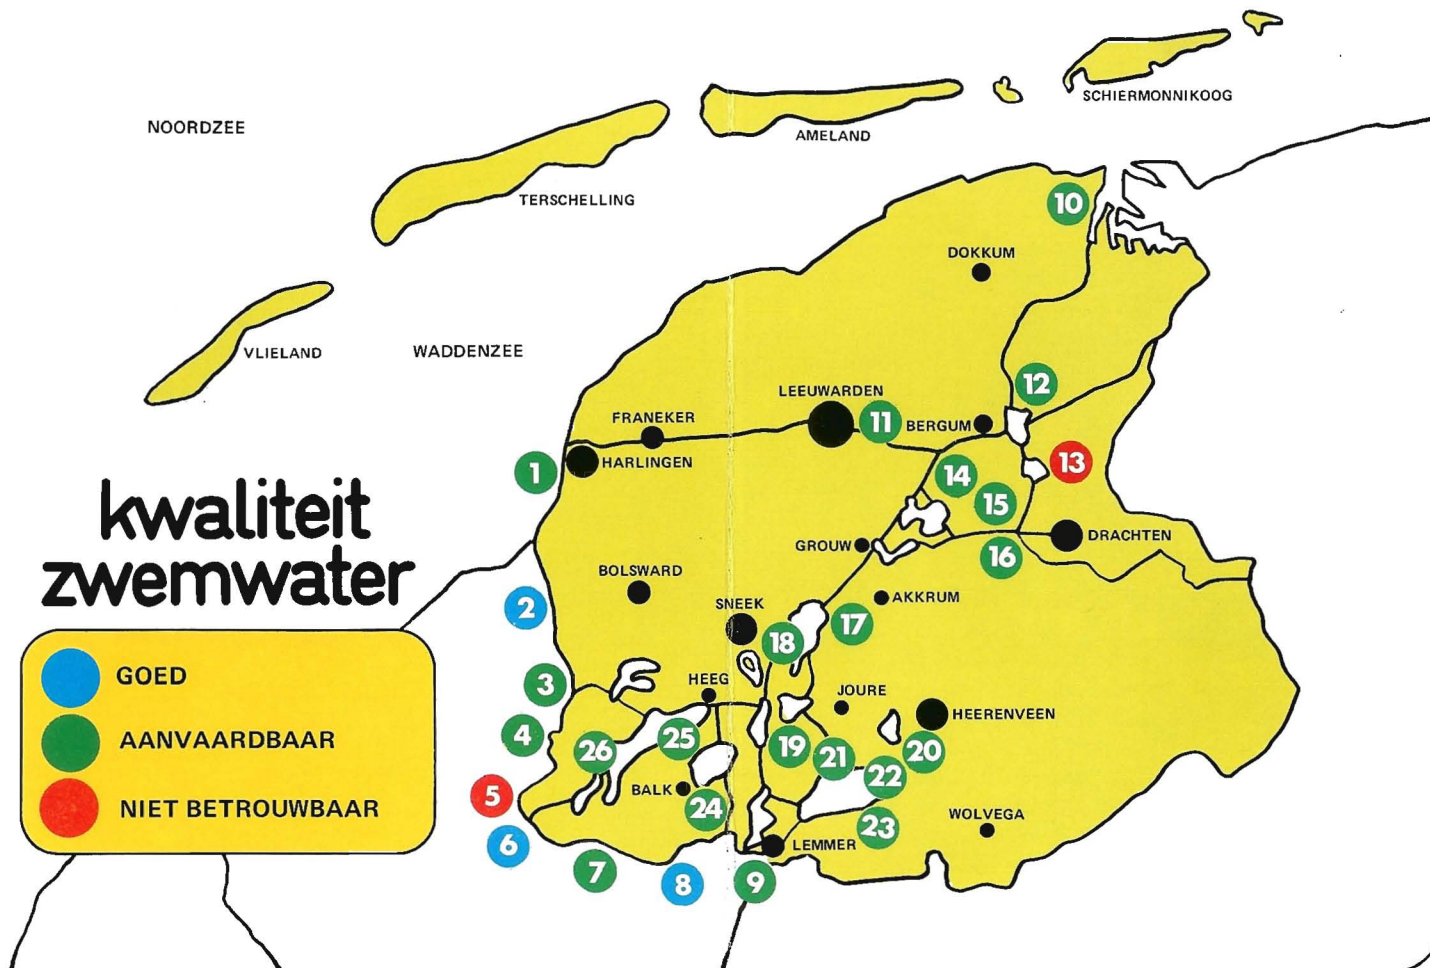 SCHIERMONNIKOOG
NOORDZEE
AMELAND
TERSCHELLING
10
DOKKUM
VLIELAND
WADDENZEE
12
LEEUWARDEN
FRANEKER
11
BERGUM
1
HARLINGEN
13
14
15
kwaliteit
zwemwater
GROUW
DRACHTEN
16
BOLSWARD
SNEEK
AKKRUM
2
17
18
GOED
3
HEEG
JOURE
HEERENVEEN
4
AANVAARDBAAR
26
25
19
21
20
22
5
BALK
24
NIET BETROUWBAAR
23
WOLVEGA
6
LEMMER
7
8
9